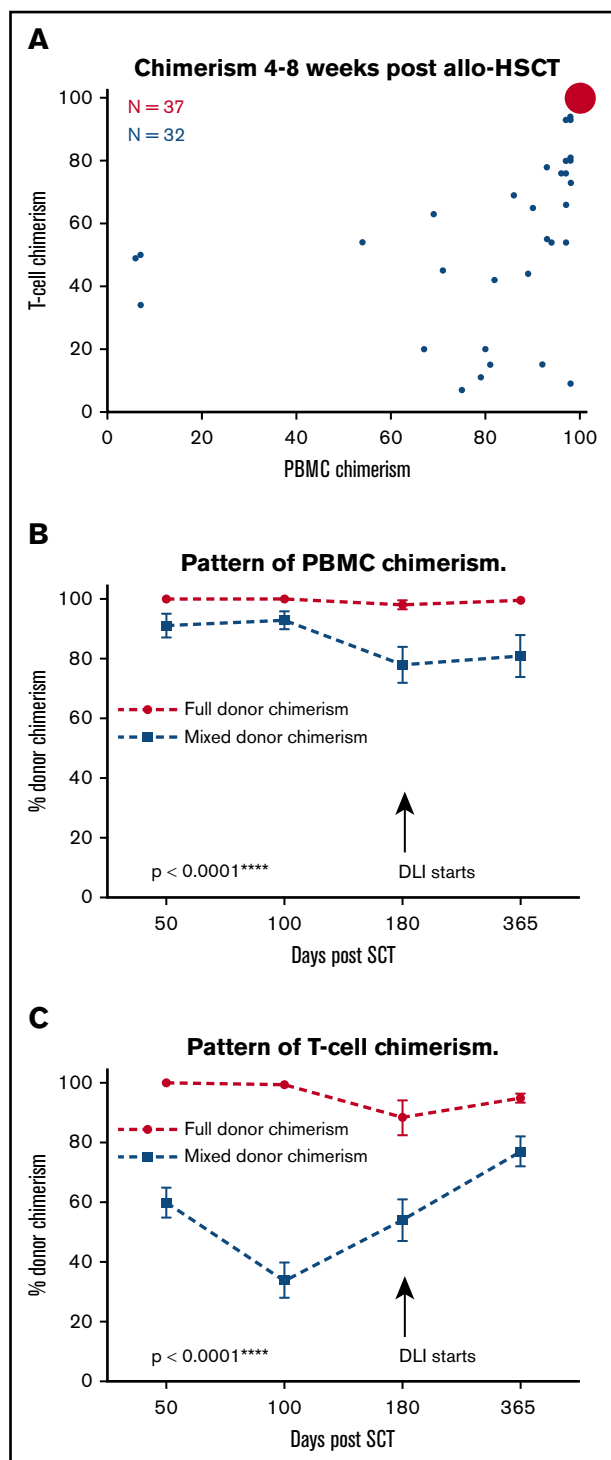 A
Chimerism 4-8 weeks post allo-HSCT
N = 37
N = 32
100
80
60
40
20
0
T-cell chimerism
0 20 40 60 80 100
PBMC chimerism
B
Pattern of PBMC chimerism.
100
80
60
40
20
0
% donor chimerism
Full donor chimerism
Mixed donor chimerism
p < 0.0001****
DLI starts
50 100 180 365
Days post SCT
C
Pattern of T-cell chimerism.
100
80
60
40
20
0
% donor chimerism
Full donor chimerism
Mixed donor chimerism
p < 0.0001****
DLI starts
50 100 180 365
Days post SCT